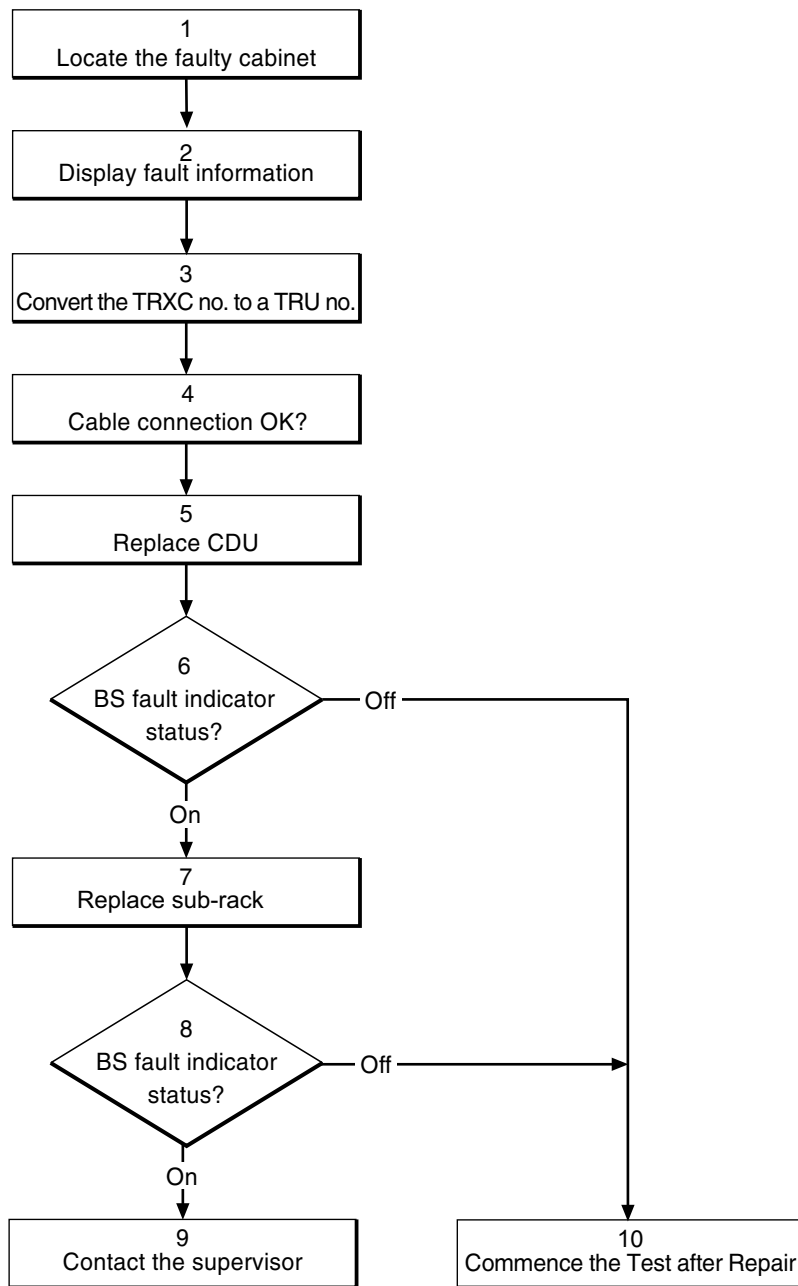 1
Locate the faulty cabinet
2
Display fault information
3
Convert the TRXC no. to a TRU no.
4
Cable connection OK?
5
Replace CDU
6
BS fault indicator
status?
Off
On
7
Replace sub-rack
8
BS fault indicator
status?
Off
On
9
Contact the supervisor
10
Commence the Test after Repair